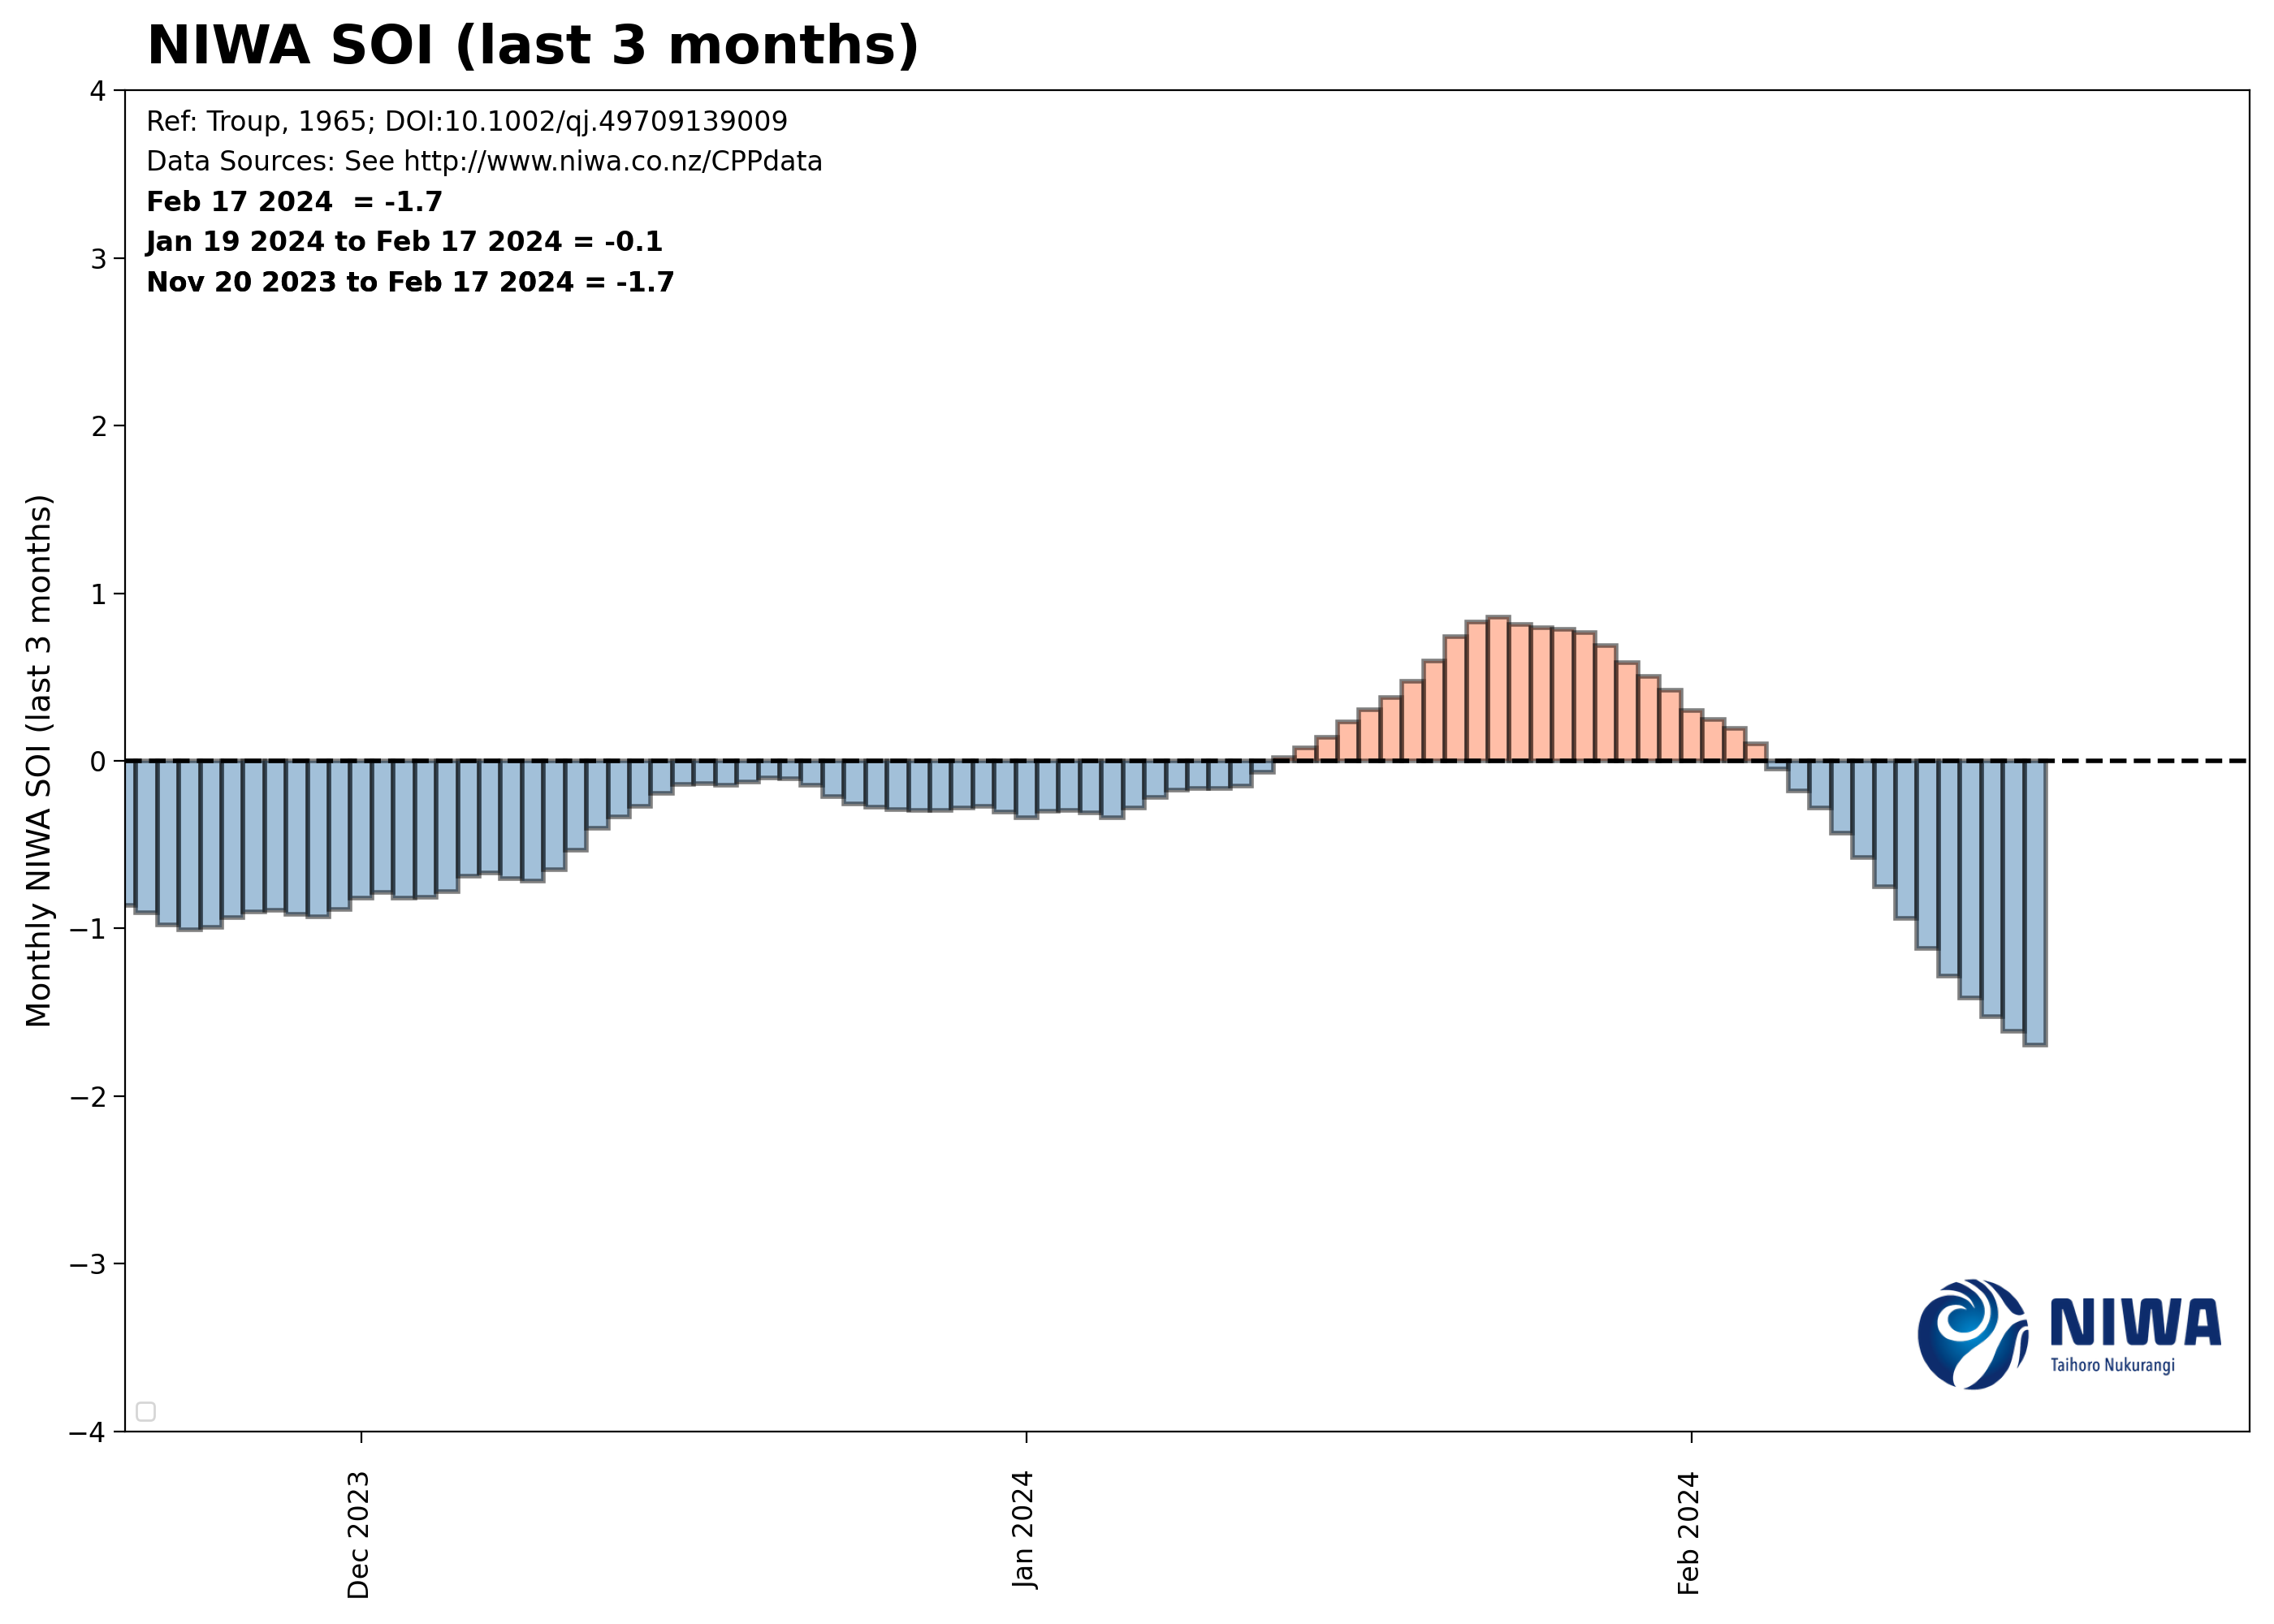 NIWA SOI (last 3 months)
Ref: Troup, 1965; DOI:10.1002/qj.49709139009
Data Sources: See http://www.niwa.co.nz/CPPdata
Feb 17 2024  = -1.7
Jan 19 2024 to Feb 17 2024 = -0.1
Nov 20 2023 to Feb 17 2024 = -1.7
Monthly NIWA SOI (last 3 months)
4
3
2
1
0
−1
−2
−3
−4
Dec 2023
Jan 2024
Feb 2024
NIWA
Taihoro Nukurangi